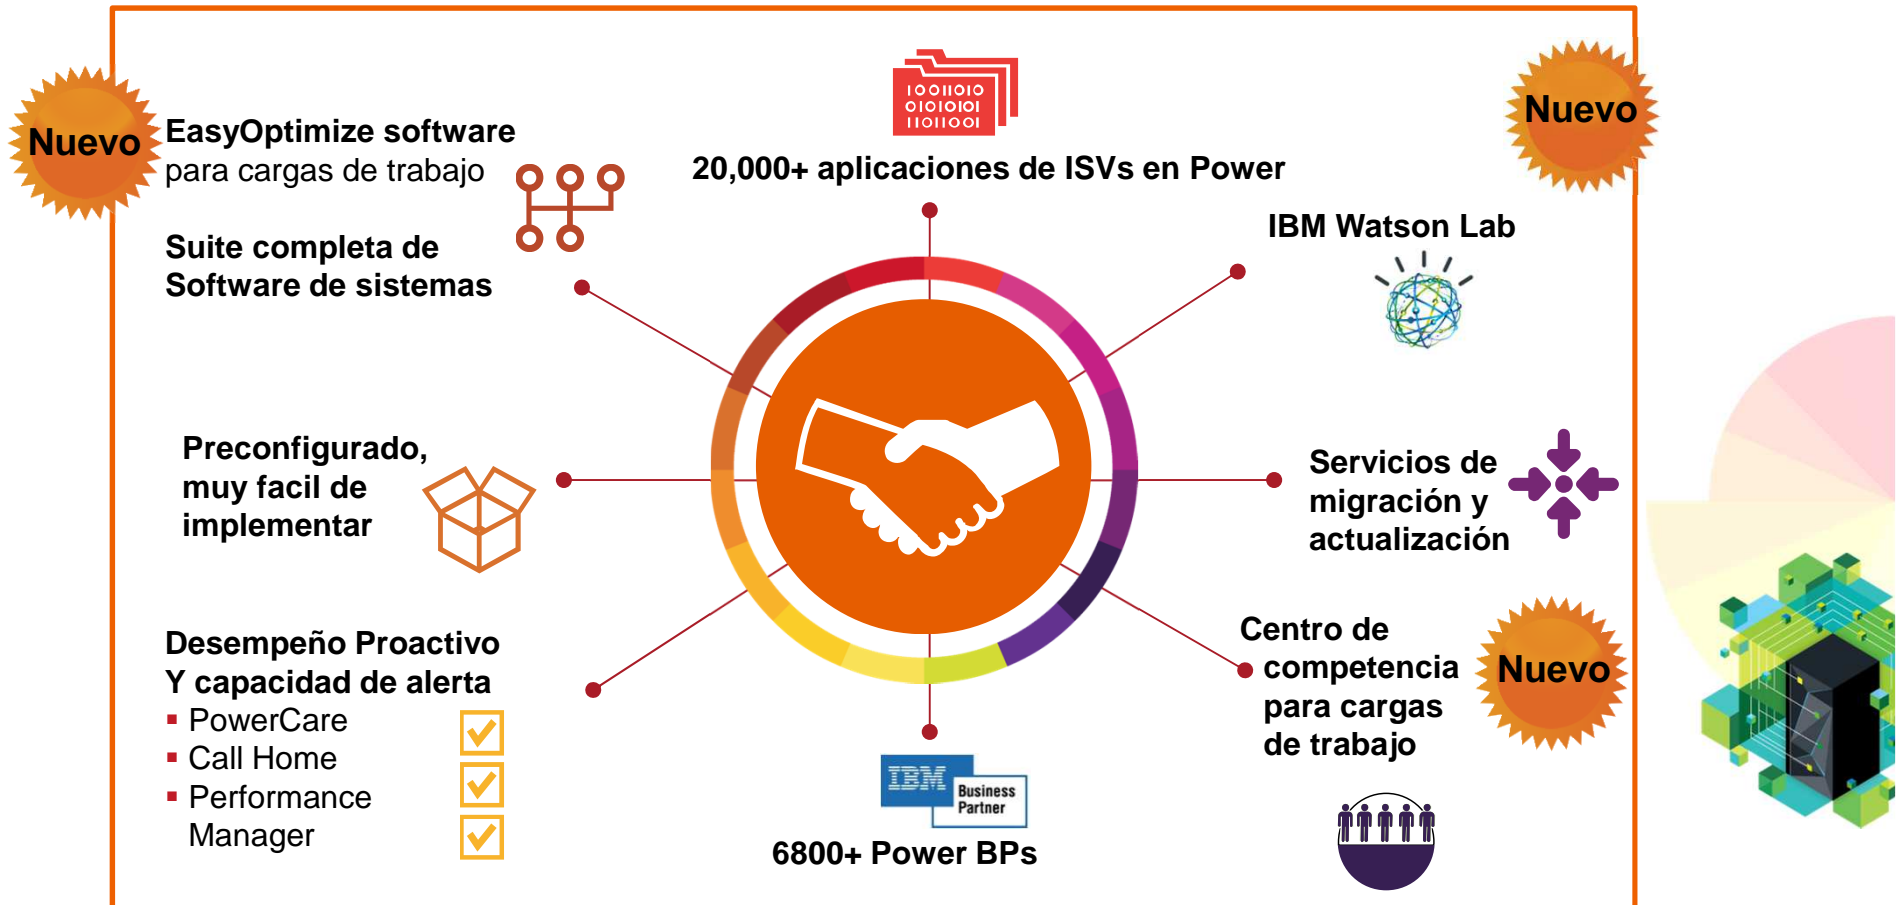 Nuevo
EasyOptimize software
para cargas de trabajo
Suite completa de
Software de sistemas
10011010
01010101
11011001
20,000+ aplicaciones de ISVs en Power
Nuevo
IBM Watson Lab
Preconfigurado,
muy facil de
implementar
Servicios de
migración y
actualización
Desempeño Proactivo
Y capacidad de alerta
▪ PowerCare
▪ Call Home
▪ Performance
Manager
IBM
Business
Partner
6800+ Power BPs
Centro de
competencia
para cargas
de trabajo
Nuevo